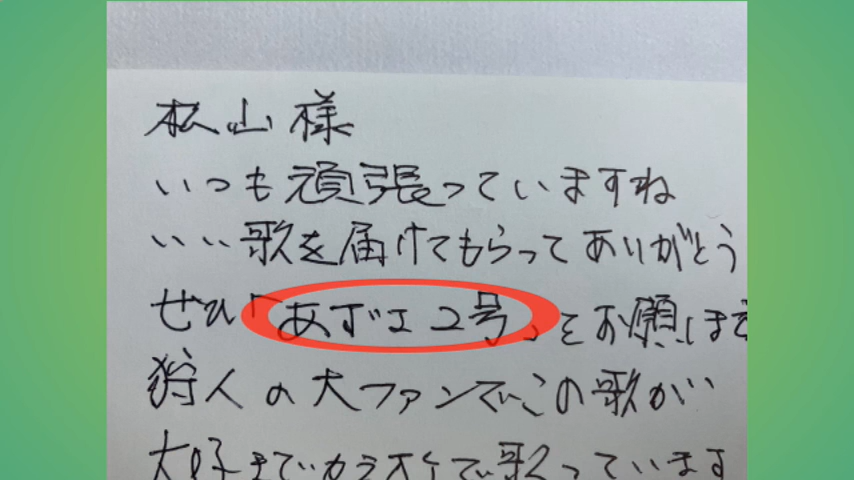 松山様
いつも頑張っていますね
いい歌を届けてもらってありがとう
ぜひ「あずさ2号」をお願いしま
狩人の大ファンでこの歌が
大好きでカラオケで歌っています